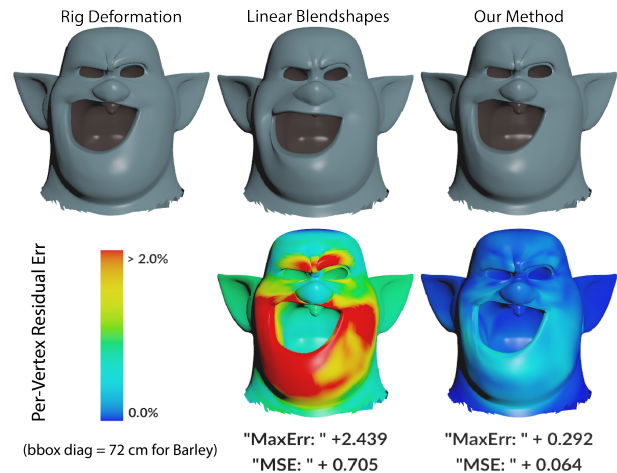 Rig Deformation
Linear Blendshapes
Our Method
Per-Vertex Residual Err
> 2.0%
0.0%
(bbox diag = 72 cm for Barley)
"MaxErr: " +2.439
"MSE: " + 0.705
"MaxErr: " + 0.292
"MSE: " + 0.064